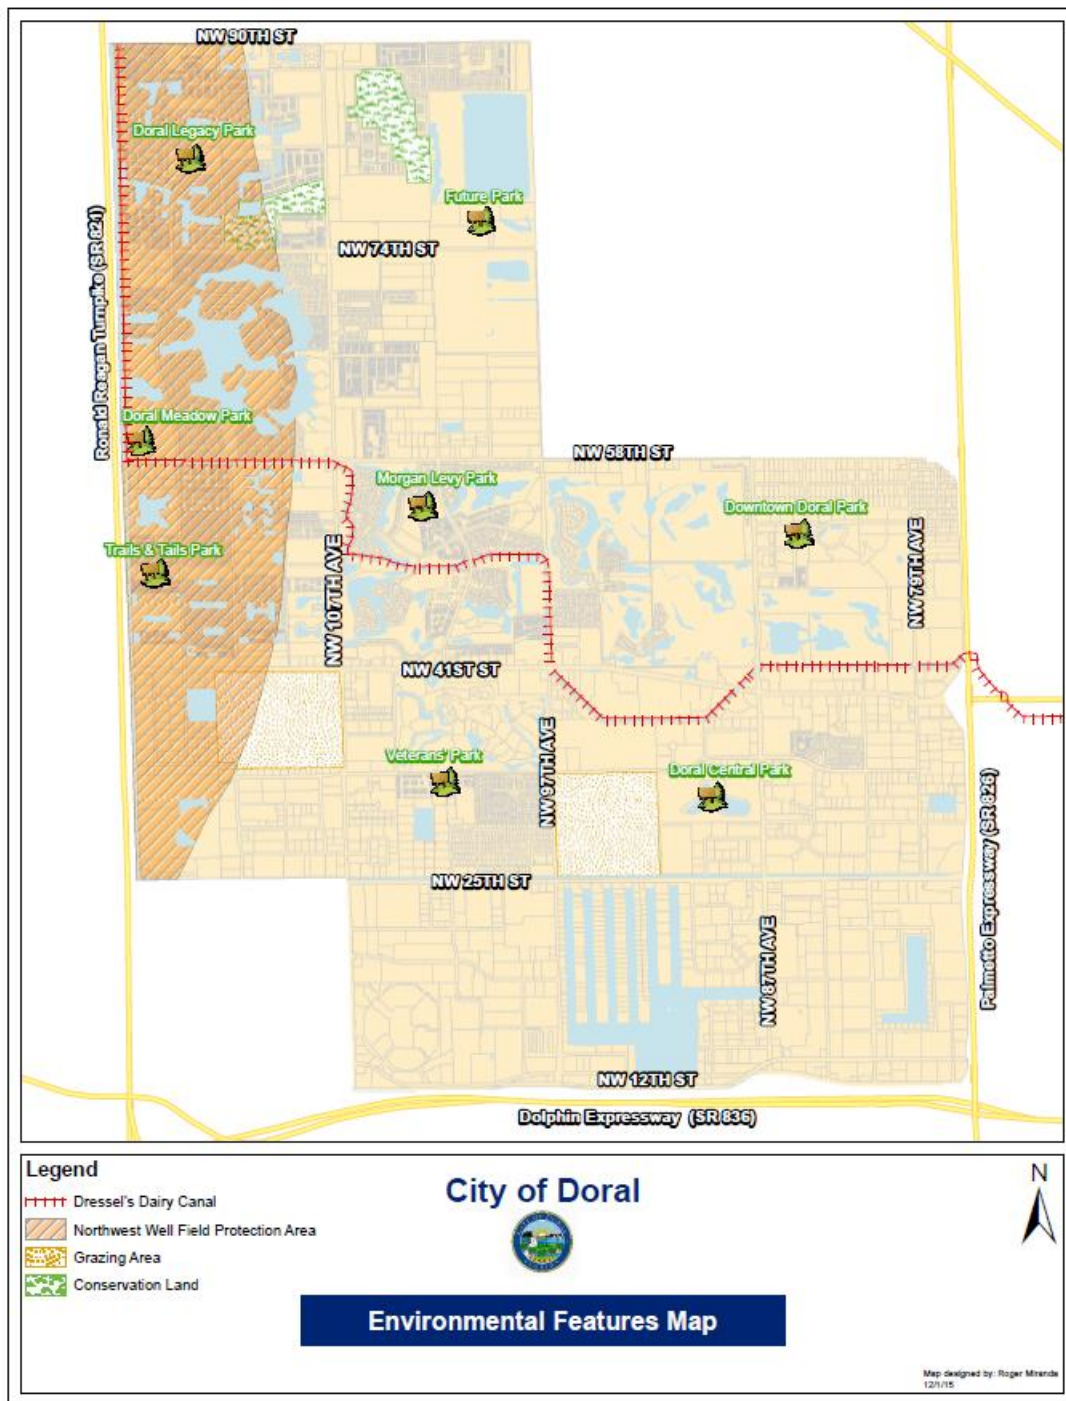 NW 90TH ST
Doral Legacy Park
Future Park
NW 74TH ST
Ronald Reagan Turnpike (SR 821)
Doral Meadow Park
NW 58TH ST
Morgan Levy Park
Downtown Doral Park
Trails & Tails Park
NW 107TH AVE
NW 79TH AVE
NW 41ST ST
Veterans' Park
NW 97TH AVE
Doral Central Park
Palmetto Expressway (SR 826)
NW 25TH ST
NW 87TH AVE
NW 12TH ST
Dolphin Expressway (SR 836)
Legend
Dressel's Dairy Canal
Northwest Well Field Protection Area
Grazing Area
Conservation Land
City of Doral
Environmental Features Map
N
Map designed by: Roger Miranda
12/1/15